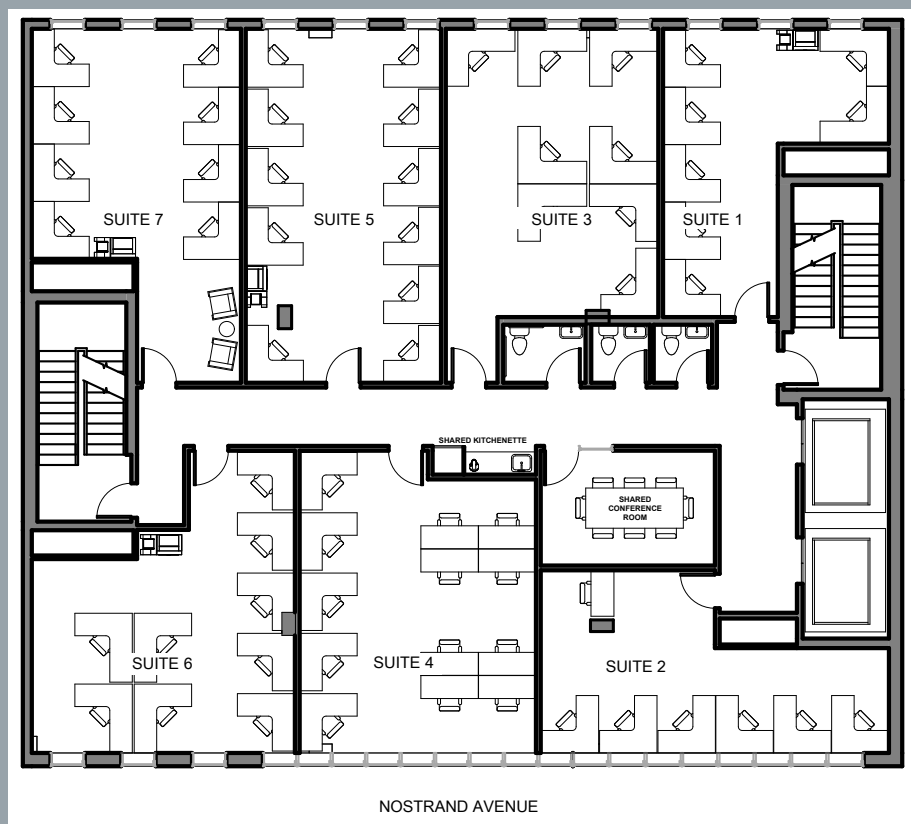 SUITE 7
SUITE 5
SUITE 3
SUITE 1
SHARED KITCHENETTE
SHARED
CONFERENCE
ROOM
SUITE 6
SUITE 4
SUITE 2
NOSTRAND AVENUE